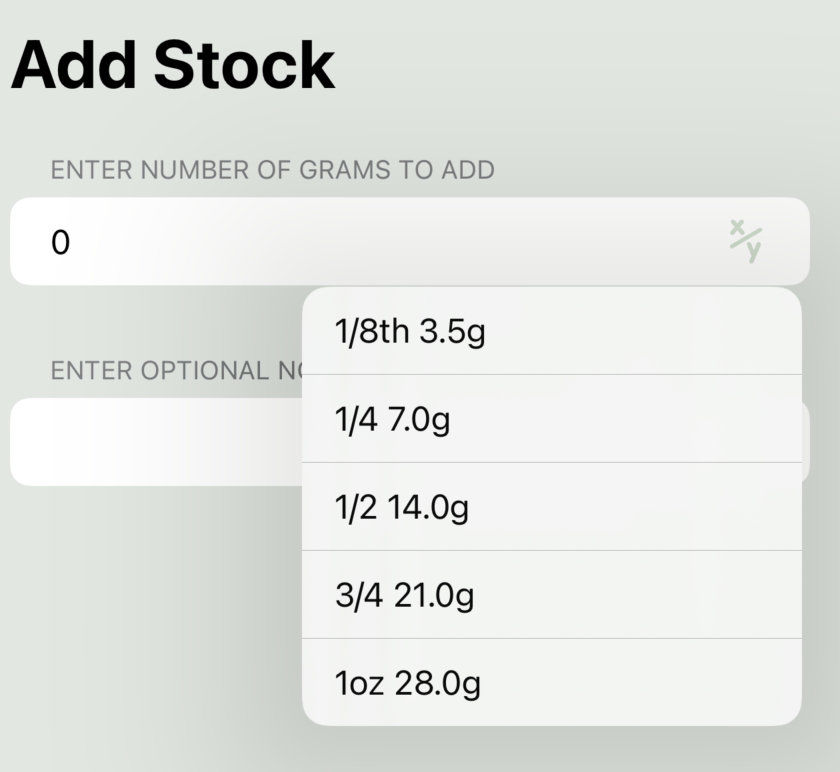 Add Stock
ENTER NUMBER OF GRAMS TO ADD
0
x/y
1/8th 3.5g
ENTER OPTIONAL
1/4 7.0g
1/2 14.0g
3/4 21.0g
1oz 28.0g